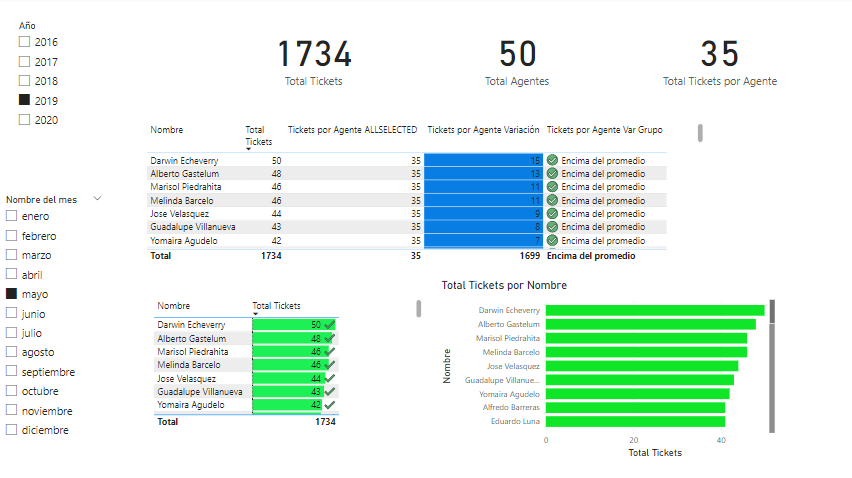 Año
2016
2017
2018
2019
2020
1734
Total Tickets
50
Total Agentes
35
Total Tickets por Agente
Nombre Total Tickets Tickets por Agente ALLSELECTED Tickets por Agente Variación Tickets por Agente Var Grupo
Darwin Echeverry 50 35 15 Encima del promedio
Alberto Gastelum 48 35 13 Encima del promedio
Marisol Piedrahita 46 35 11 Encima del promedio
Melinda Barcelo 46 35 11 Encima del promedio
Jose Velasquez 44 35 9 Encima del promedio
Guadalupe Villanueva 43 35 8 Encima del promedio
Yomaira Agudelo 42 35 7 Encima del promedio
Total 1734 35 1699 Encima del promedio
Nombre del mes
enero
febrero
marzo
abril
mayo
junio
julio
agosto
septiembre
octubre
noviembre
diciembre
Nombre Total Tickets
Darwin Echeverry 50
Alberto Gastelum 48
Marisol Piedrahita 46
Melinda Barcelo 46
Jose Velasquez 44
Guadalupe Villanueva 43
Yomaira Agudelo 42
Total 1734
Total Tickets por Nombre
Nombre
Darwin Echeverry
Alberto Gastelum
Marisol Piedrahita
Melinda Barcelo
Jose Velasquez
Guadalupe Villanue...
Yomaira Agudelo
Alfredo Barreras
Eduardo Luna
0 20 40
Total Tickets